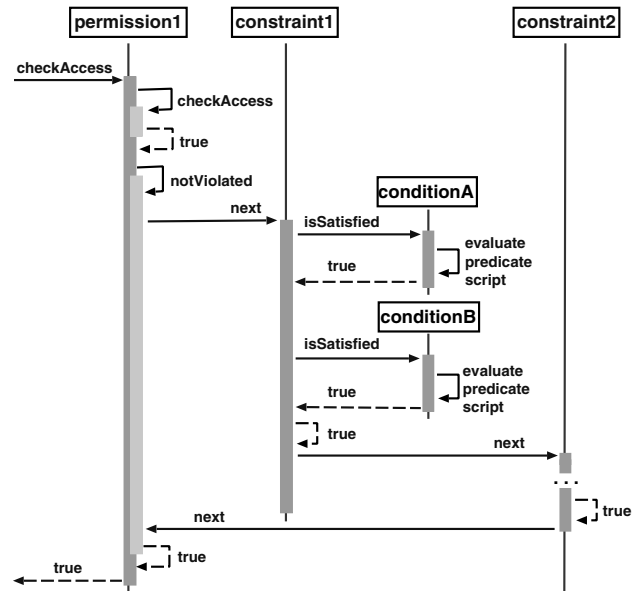 permission1 constraint1 constraint2
checkAccess
checkAccess
true
notViolated
conditionA
next
isSatisfied
evaluate
predicate
script
true
conditionB
isSatisfied
evaluate
predicate
script
true
true
next
...
true
next
true
true